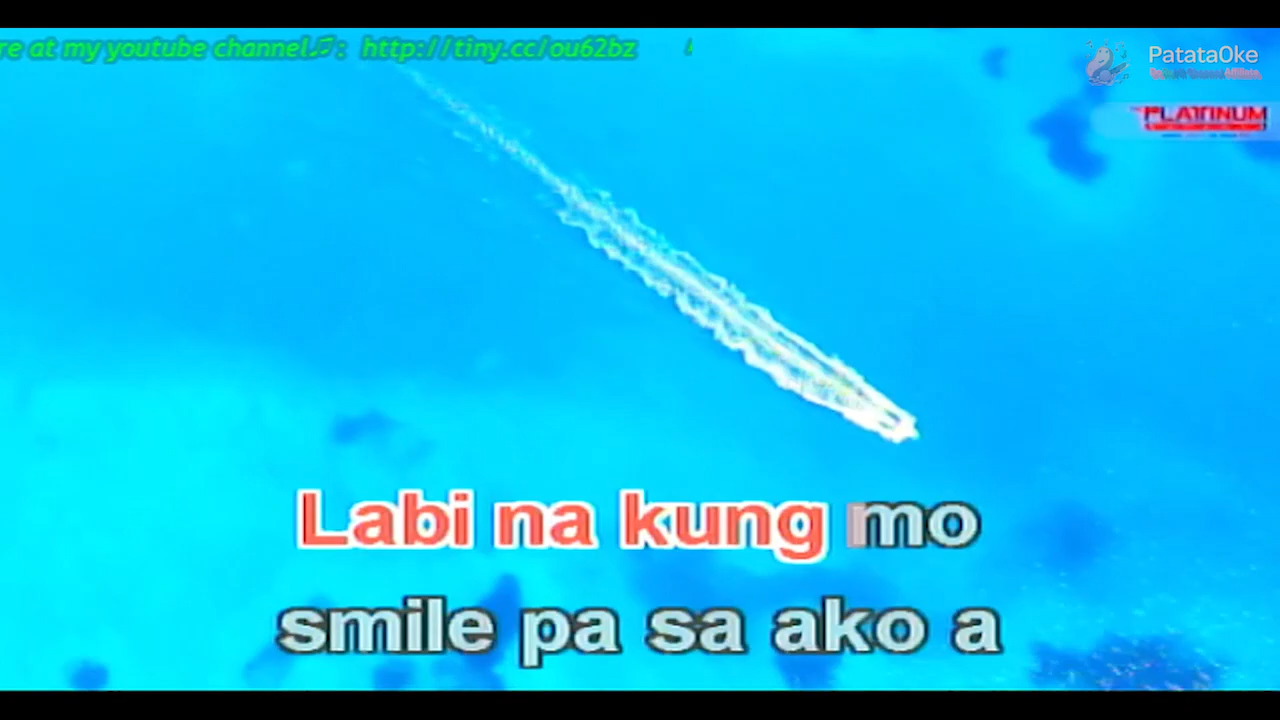 re at my youtube channel♫: http://tiny.cc/ou62bz
PatataOke
PLATINUM
Labi na kung mo
smile pa sa ako a